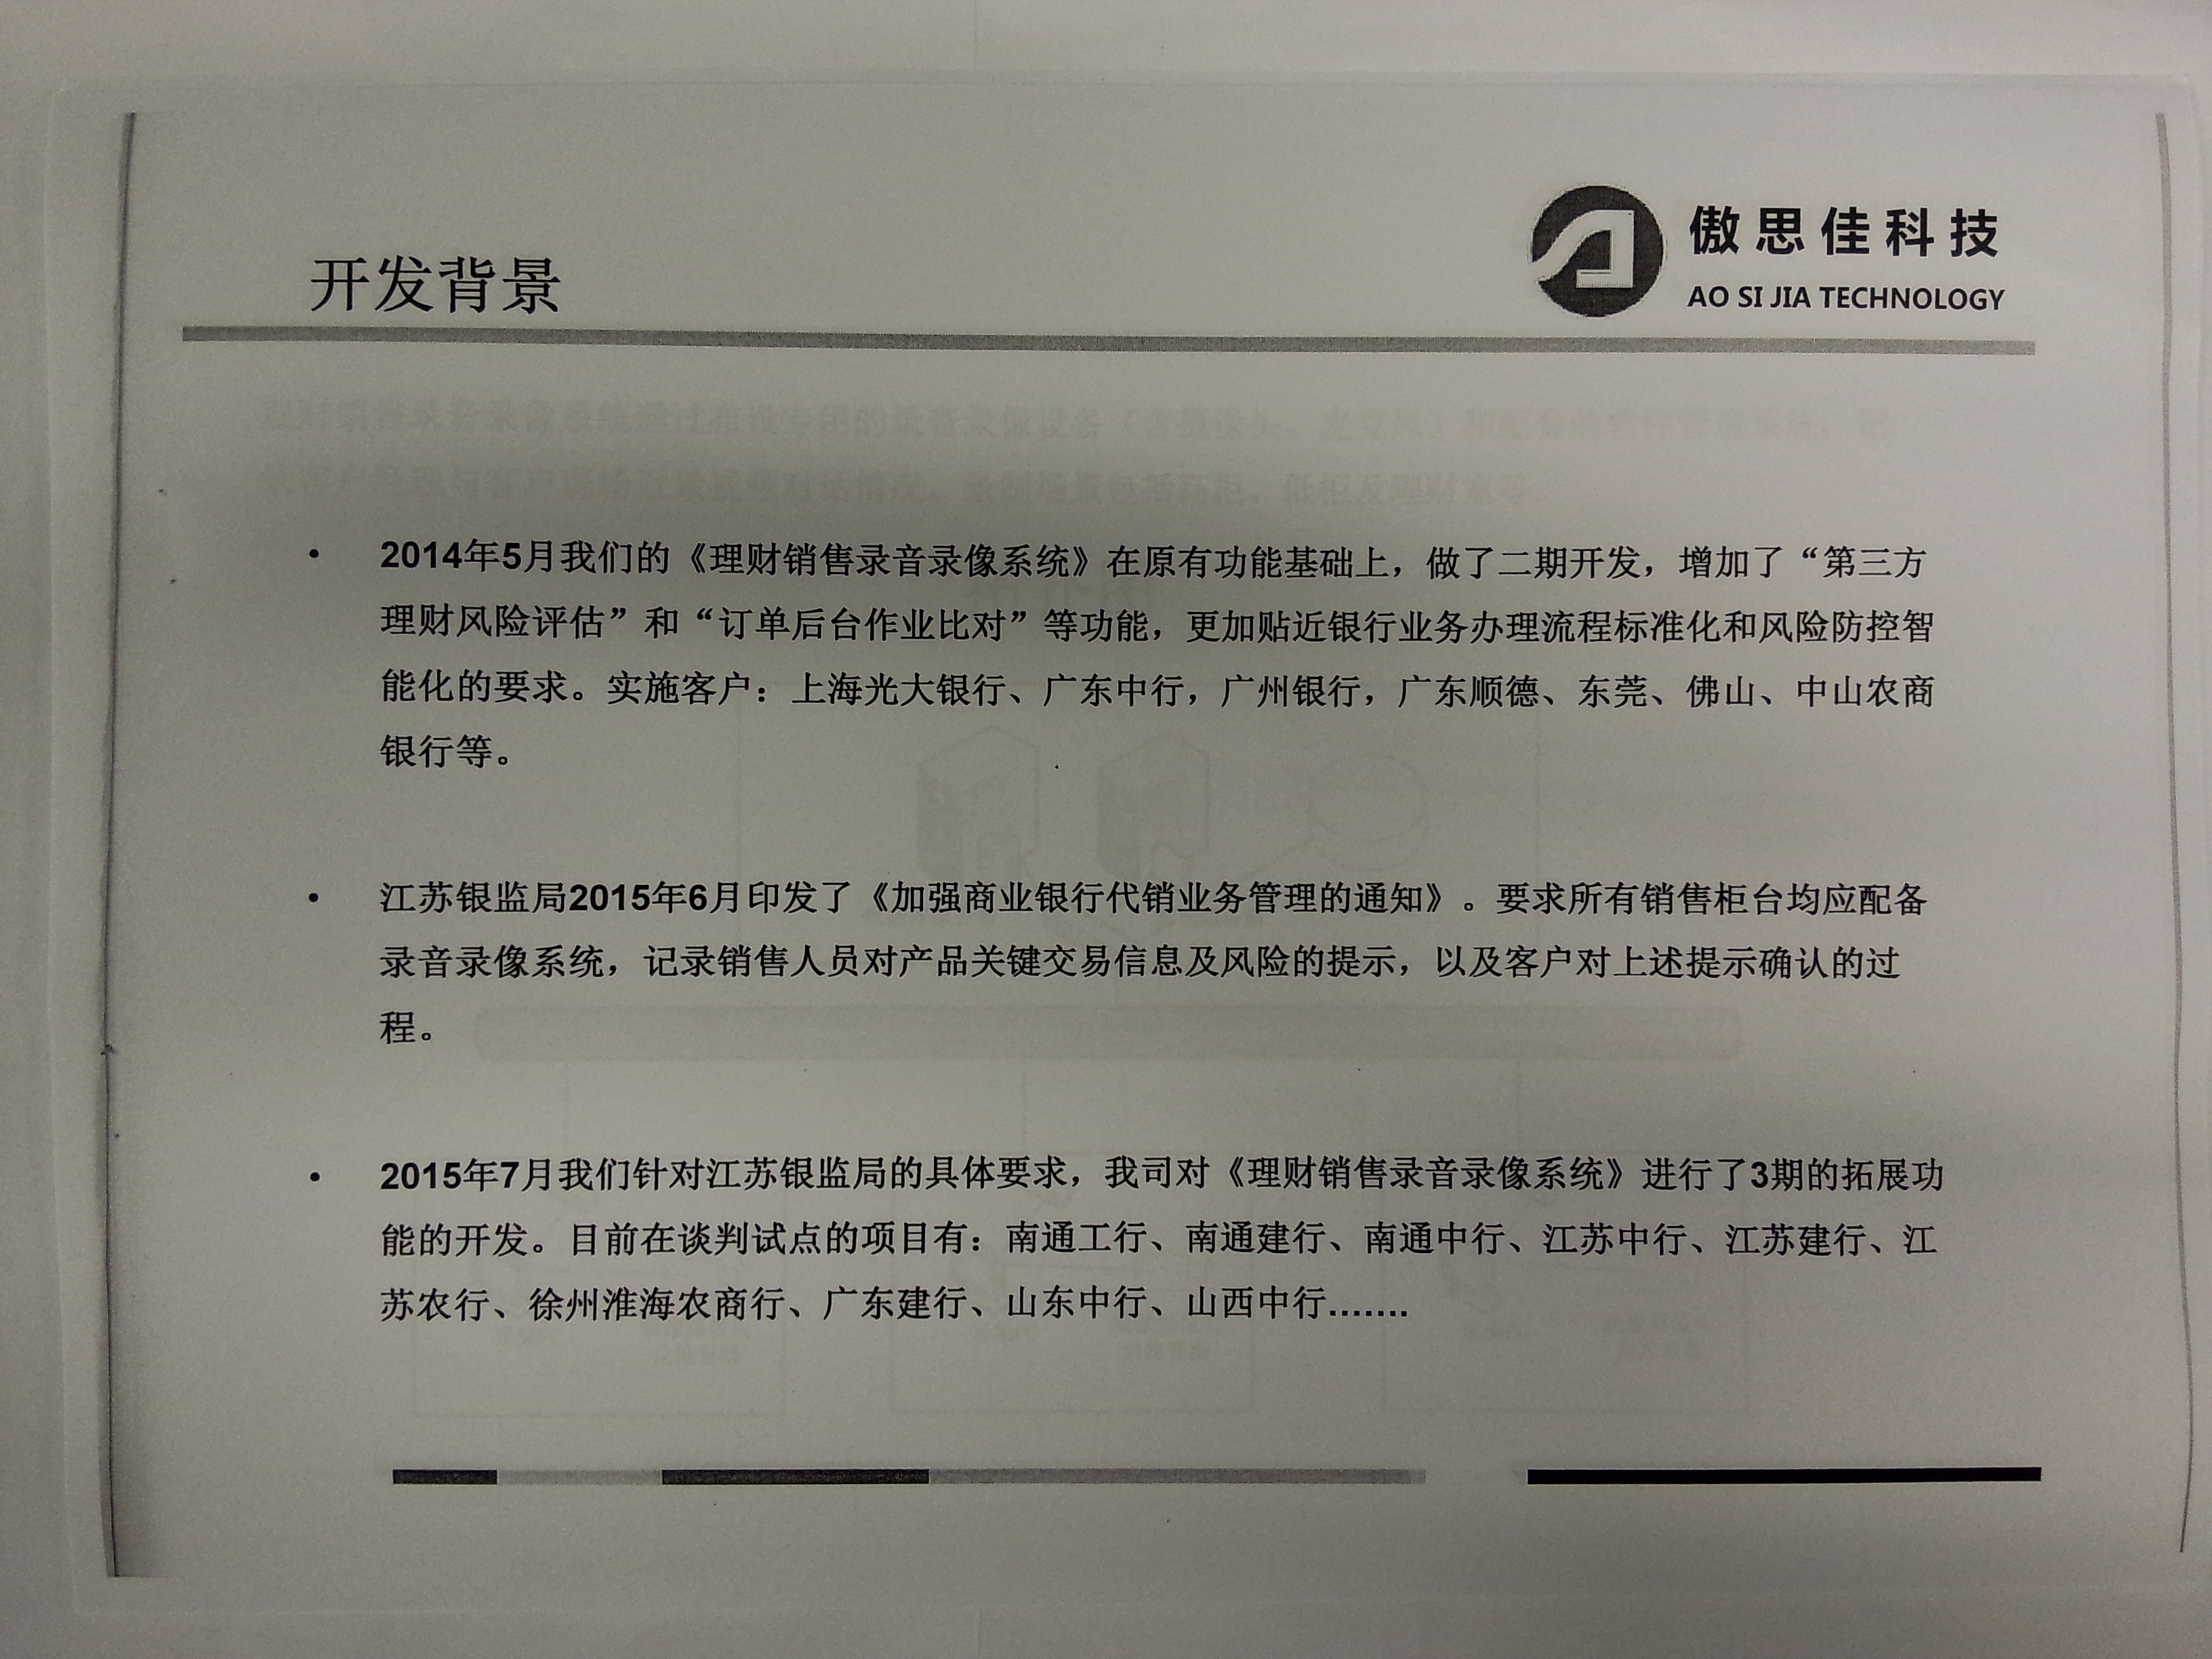 傲思佳科技
AO SI JIA TECHNOLOGY
开发背景
• 2014年5月我们的《理财销售录音录像系统》在原有功能基础上，做了二期开发，增加了“第三方
理财风险评估”和“订单后台作业比对”等功能，更加贴近银行业务办理流程标准化和风险防控智
能化的要求。实施客户：上海光大银行、广东中行，广州银行，广东顺德、东莞、佛山、中山农商
银行等。
• 江苏银监局2015年6月印发了《加强商业银行代销业务管理的通知》。要求所有销售柜台均应配备
录音录像系统，记录销售人员对产品关键交易信息及风险的提示，以及客户对上述提示确认的过
程。
• 2015年7月我们针对江苏银监局的具体要求，我司对《理财销售录音录像系统》进行了3期的拓展功
能的开发。目前在谈判试点的项目有：南通工行、南通建行、南通中行、江苏中行、江苏建行、江
苏农行、徐州淮海农商行、广东建行、山东中行、山西中行.......